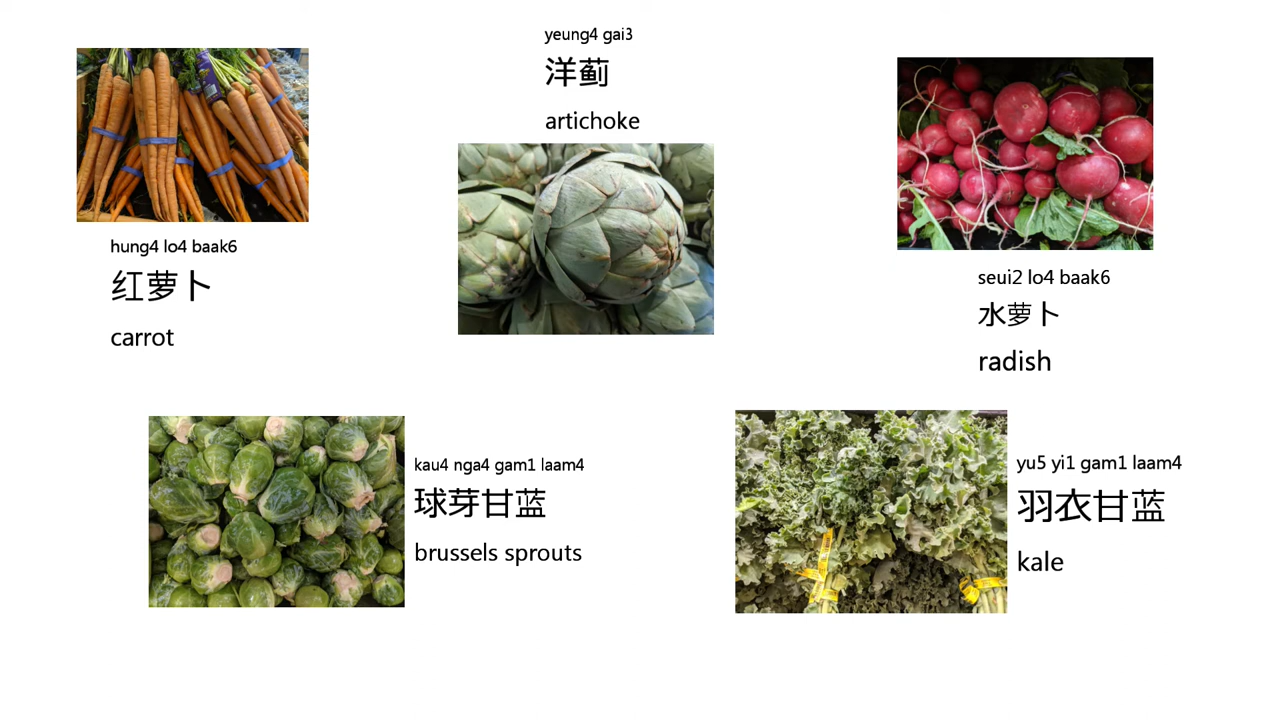 yeung4 gai3
洋蓟
artichoke
hung4 lo4 baak6
红萝卜
carrot
seui2 lo4 baak6
水萝卜
radish
kau4 nga4 gam1 laam4
球芽甘蓝
brussels sprouts
yu5 yi1 gam1 laam4
羽衣甘蓝
kale